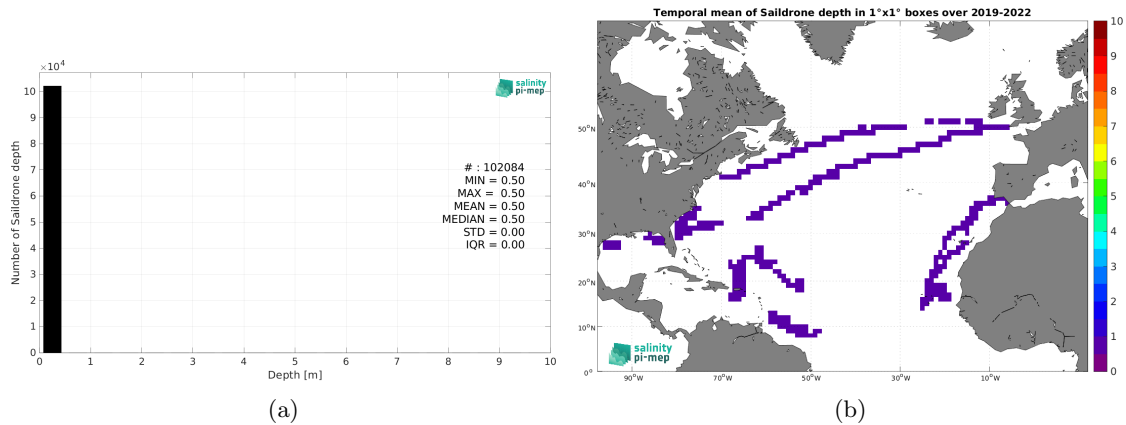 ×10⁴
10
9
8
7
6
5
4
3
2
1
0
Number of Saildrone depth
0 1 2 3 4 5 6 7 8 9 10
Depth [m]
salinity
pi-mep
# : 102084
MIN = 0.50
MAX = 0.50
MEAN = 0.50
MEDIAN = 0.50
STD = 0.00
IQR = 0.00
(a)
Temporal mean of Saildrone depth in 1°x1° boxes over 2019-2022
50°N
40°N
30°N
20°N
10°N
0°
90°W 70°W 50°W 30°W 10°W
salinity
pi-mep
10
9
8
7
6
5
4
3
2
1
0
(b)